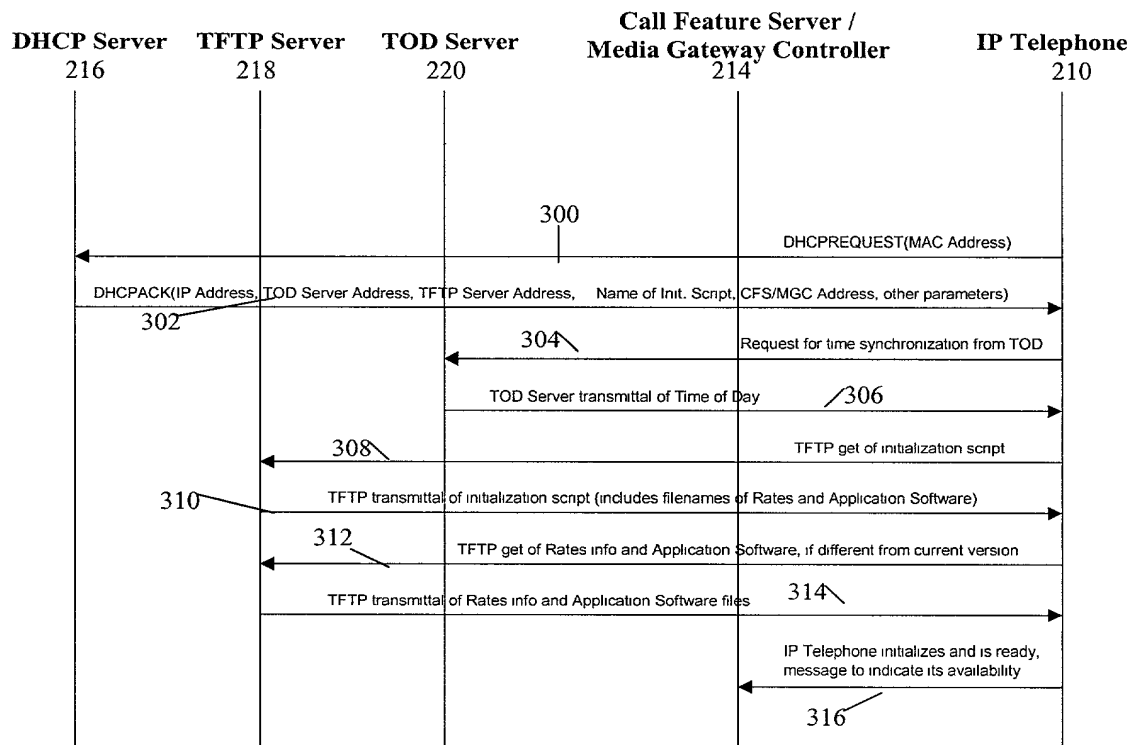 Call Feature Server /
DHCP Server TFTP Server TOD Server Media Gateway Controller IP Telephone
216 218 220 214 210
300
DHCPREQUEST(MAC Address)
DHCPACK(IP Address, TOD Server Address, TFTP Server Address, Name of Init. Script, CFS/MGC Address, other parameters)
302
304
Request for time synchronization from TOD
TOD Server transmittal of Time of Day
306
308
TFTP get of initialization script
310
TFTP transmittal of initialization script (includes filenames of Rates and Application Software)
312
TFTP get of Rates info and Application Software, if different from current version
314
TFTP transmittal of Rates info and Application Software files
IP Telephone initializes and is ready,
message to indicate its availability
316